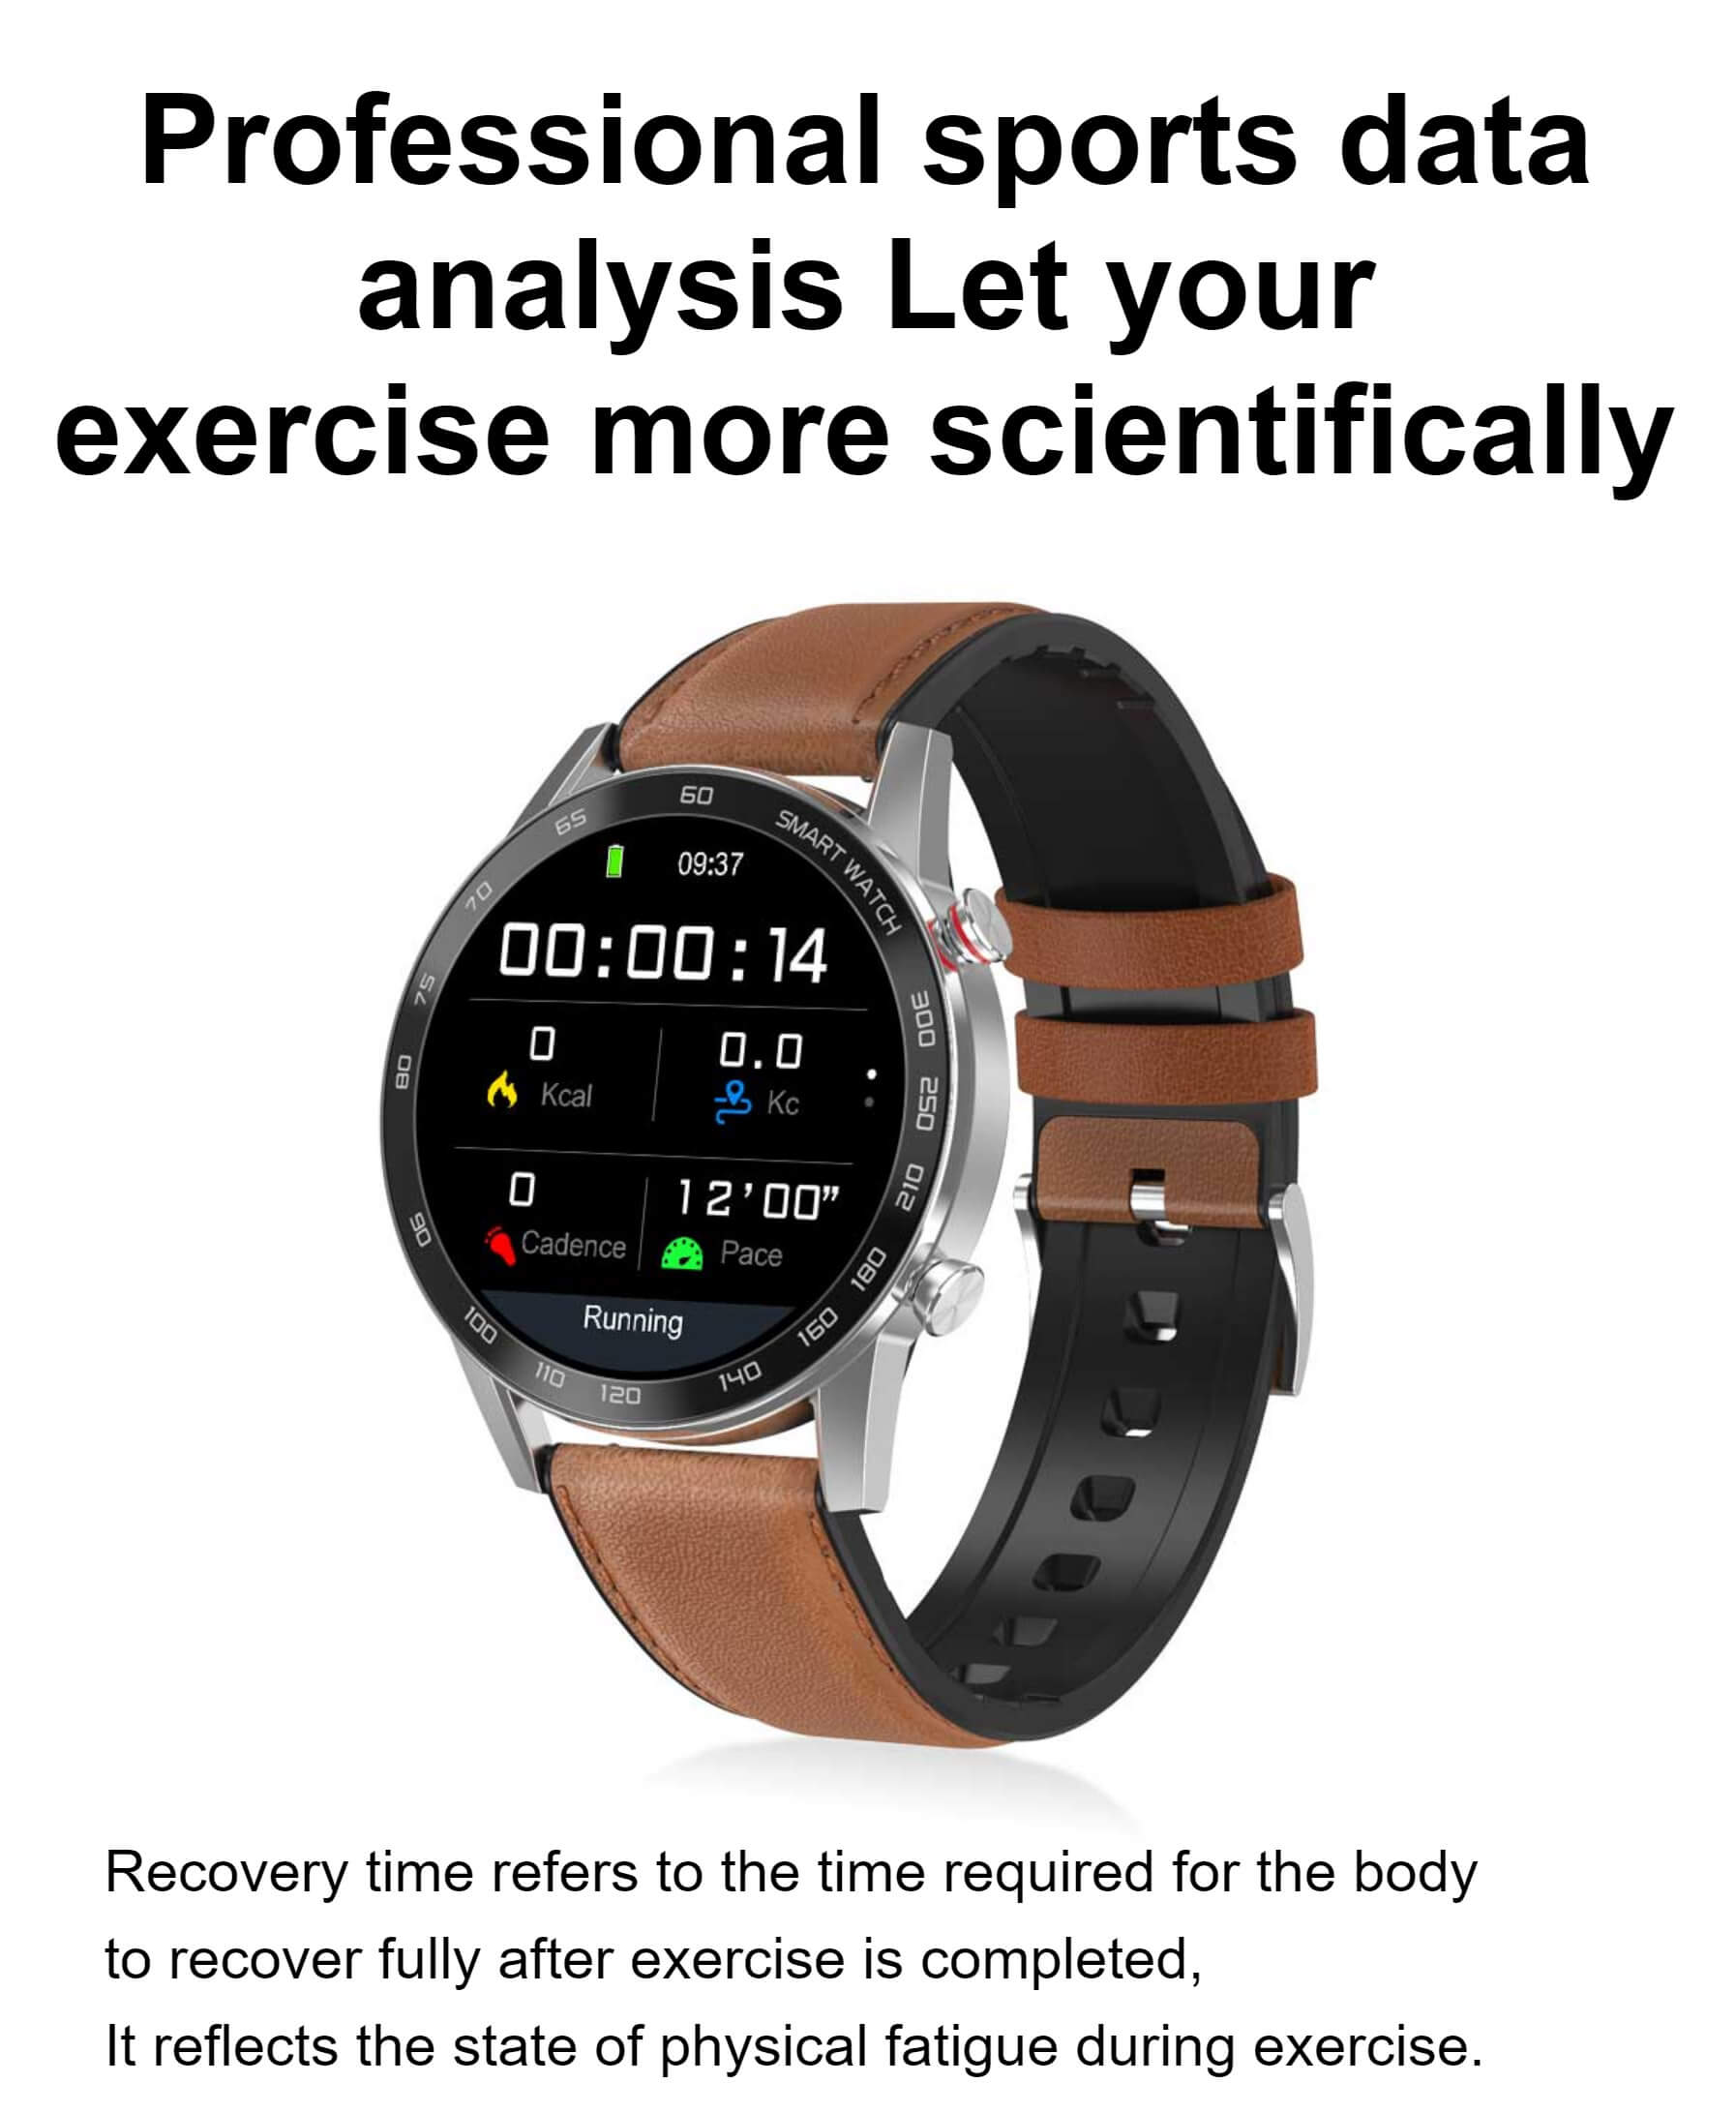 Professional sports data
analysis Let your
exercise more scientifically
60
65
SMART WATCH
70
75
80
90
100
110
120
140
160
180
210
250
300
09:37
00:00:14
0
Kcal
0.0
Kc
0
Cadence
12’00”
Pace
Running
Recovery time refers to the time required for the body
to recover fully after exercise is completed,
It reflects the state of physical fatigue during exercise.